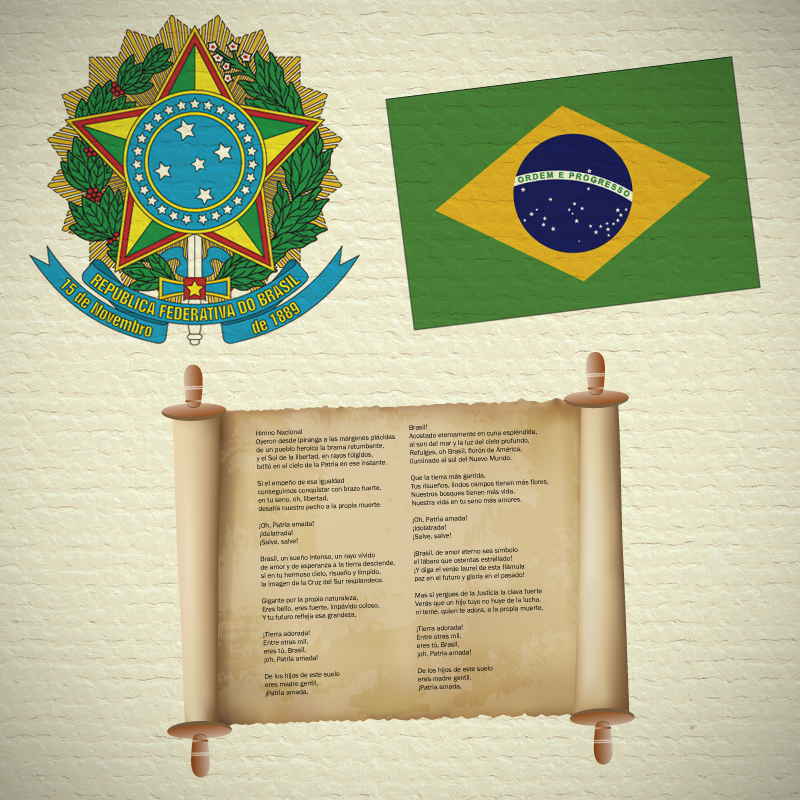 REPÚBLICA FEDERATIVA DO BRASIL
15 de Novembro
de 1889
ORDEM E PROGRESSO
Himno Nacional
Oyeron desde Ipiranga a las márgenes plácidas
de un pueblo heroico la brama retumbante,
y el Sol de la libertad, en rayos fúlgidos,
brilló en el cielo de la Patria en ese instante.
Si el empeño de esa igualdad
conseguimos conquistar con brazo fuerte,
en tu seno, oh, libertad,
desafía nuestro pecho a la propia muerte.
¡Oh, Patria amada!
¡Idolatrada!
¡Salve, salve!
Brasil, un sueño intenso, un rayo vívido
de amor y de esperanza a la tierra desciende,
si en tu hermoso cielo, risueño y límpido,
la imagen de la Cruz del Sur resplandece.
Gigante por la propia naturaleza,
Eres bello, eres fuerte, impávido coloso,
Y tu futuro refleja esa grandeza,
¡Tierra adorada!
Entre otras mil,
eres tú, Brasil,
¡oh, Patria amada!
De los hijos de este suelo
eres madre gentil,
¡Patria amada,
Brasil!
Acostado eternamente en cuna espléndida,
al son del mar y la luz del cielo profundo,
Refulges, oh Brasil, florón de América,
Iluminado al sol del Nuevo Mundo.
Que la tierra más garrida,
Tus risueños, lindos campos tienen más flores,
Nuestros bosques tienen más vida,
Nuestra vida en tu seno más amores.
¡Oh, Patria amada!
¡Idolatrada!
¡Salve, salve!
¡Brasil, de amor eterno sea símbolo
el lábaro que ostentas estrellado!
¡Y diga el verde laurel de esta flámula
paz en el futuro y gloria en el pasado!
Mas si yergues de la Justicia la clava fuerte
Verás que un hijo tuyo no huye de la lucha,
ni teme, quien te adora, a la propia muerte,
¡Tierra adorada!
Entre otras mil,
eres tú, Brasil,
¡oh, Patria amada!
De los hijos de este suelo
eres madre gentil,
¡Patria amada,